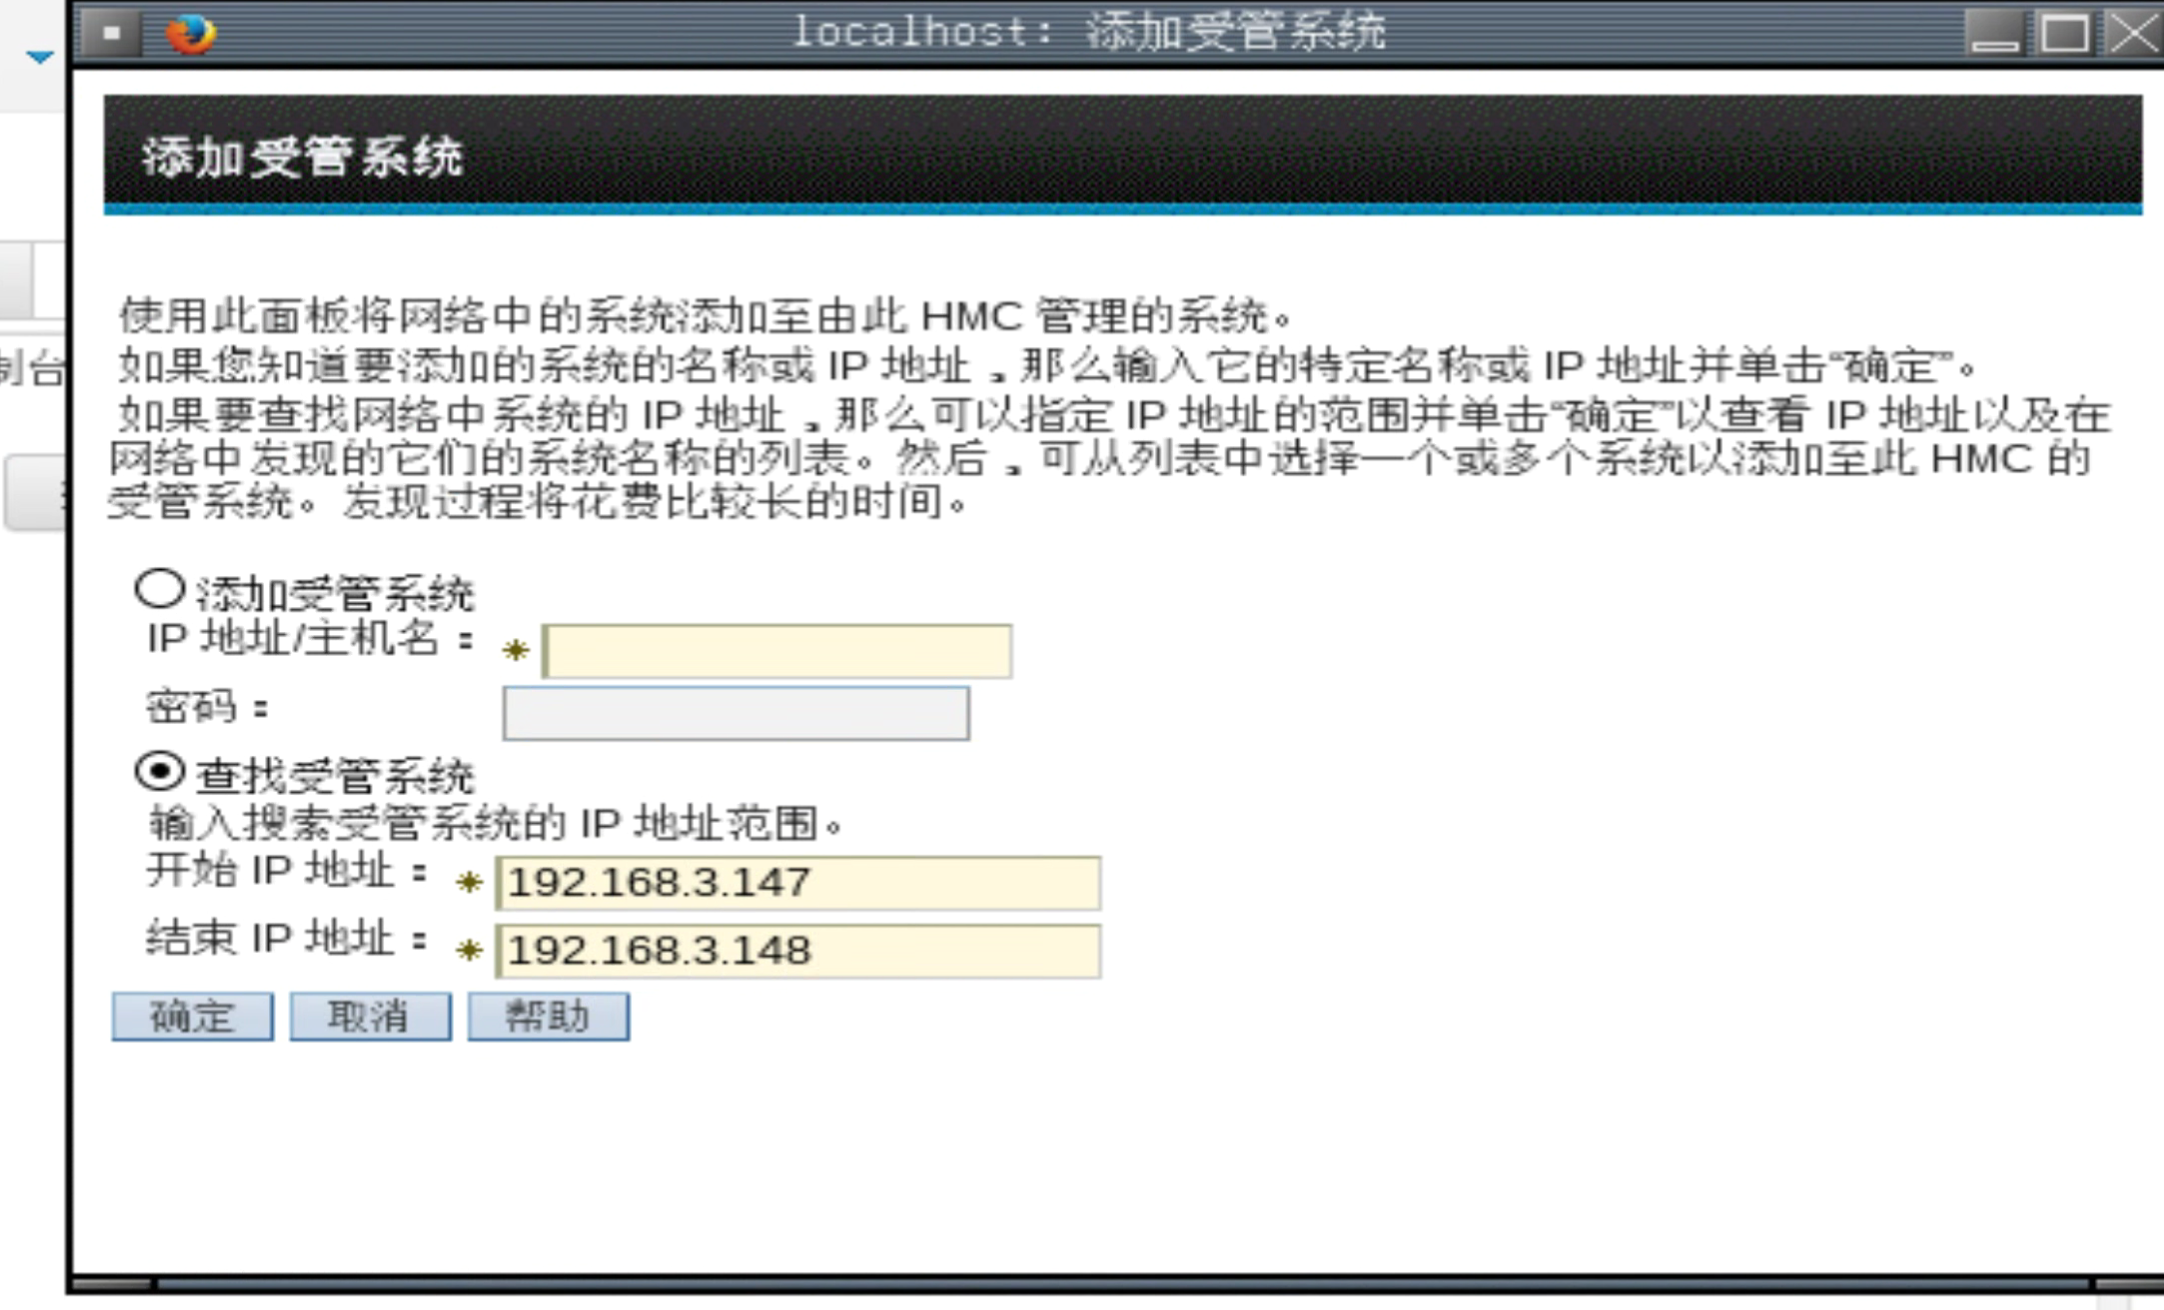 localhost: 添加受管系统
添加受管系统
使用此面板将网络中的系统添加至由此 HMC 管理的系统。
如果您知道要添加的系统的名称或 IP 地址，那么输入它的特定名称或 IP 地址并单击“确定”。
制台
如果要查找网络中系统的 IP 地址，那么可以指定 IP 地址的范围并单击“确定”以查看 IP 地址以及在
网络中发现的它们的系统名称的列表。然后，可从列表中选择一个或多个系统以添加至此 HMC 的
受管系统。发现过程将花费比较长的时间。
添加受管系统
IP 地址/主机名：*
密码：
查找受管系统
输入搜索受管系统的 IP 地址范围。
开始 IP 地址：* 192.168.3.147
结束 IP 地址：* 192.168.3.148
确定 取消 帮助